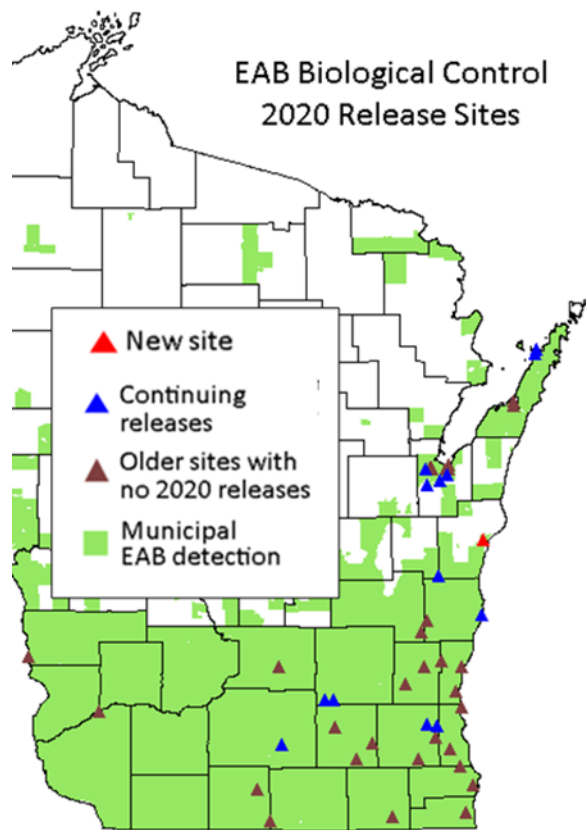 EAB Biological Control
2020 Release Sites
New site
Continuing
releases
Older sites with
no 2020 releases
Municipal
EAB detection